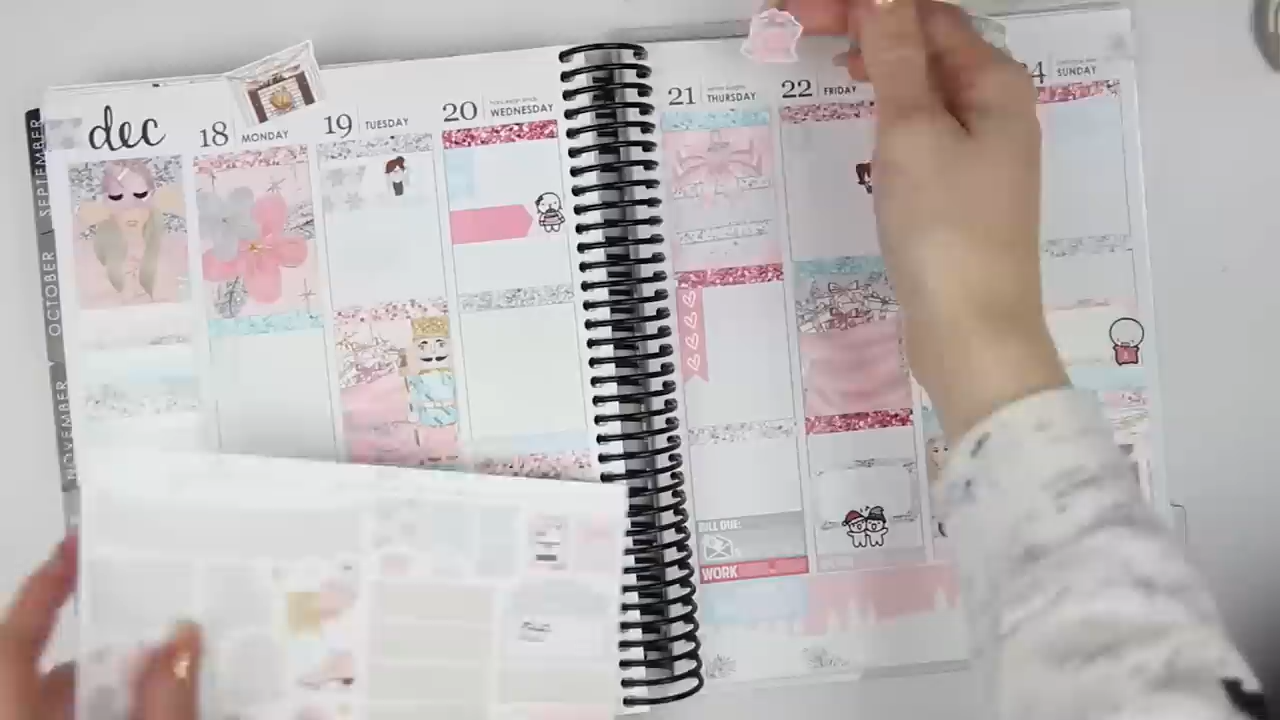 dec
18 MONDAY
19 TUESDAY
20 WEDNESDAY
21 THURSDAY
22 FRIDAY
SUNDAY
SEPTEMBER
OCTOBER
NOVEMBER
BILL DUE:
WORK